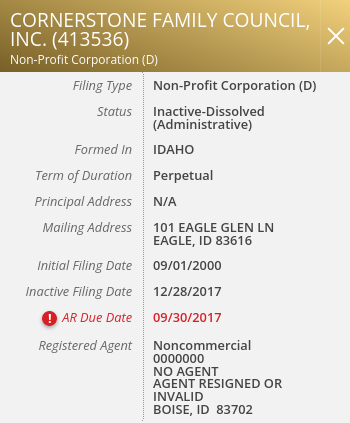 CORNERSTONE FAMILY COUNCIL,
INC. (413536)
Non-Profit Corporation (D)
Filing Type Non-Profit Corporation (D)
Status Inactive-Dissolved
(Administrative)
Formed In IDAHO
Term of Duration Perpetual
Principal Address N/A
Mailing Address 101 EAGLE GLEN LN
EAGLE, ID 83616
Initial Filing Date 09/01/2000
Inactive Filing Date 12/28/2017
! AR Due Date 09/30/2017
Registered Agent Noncommercial
0000000
NO AGENT
AGENT RESIGNED OR
INVALID
BOISE, ID 83702